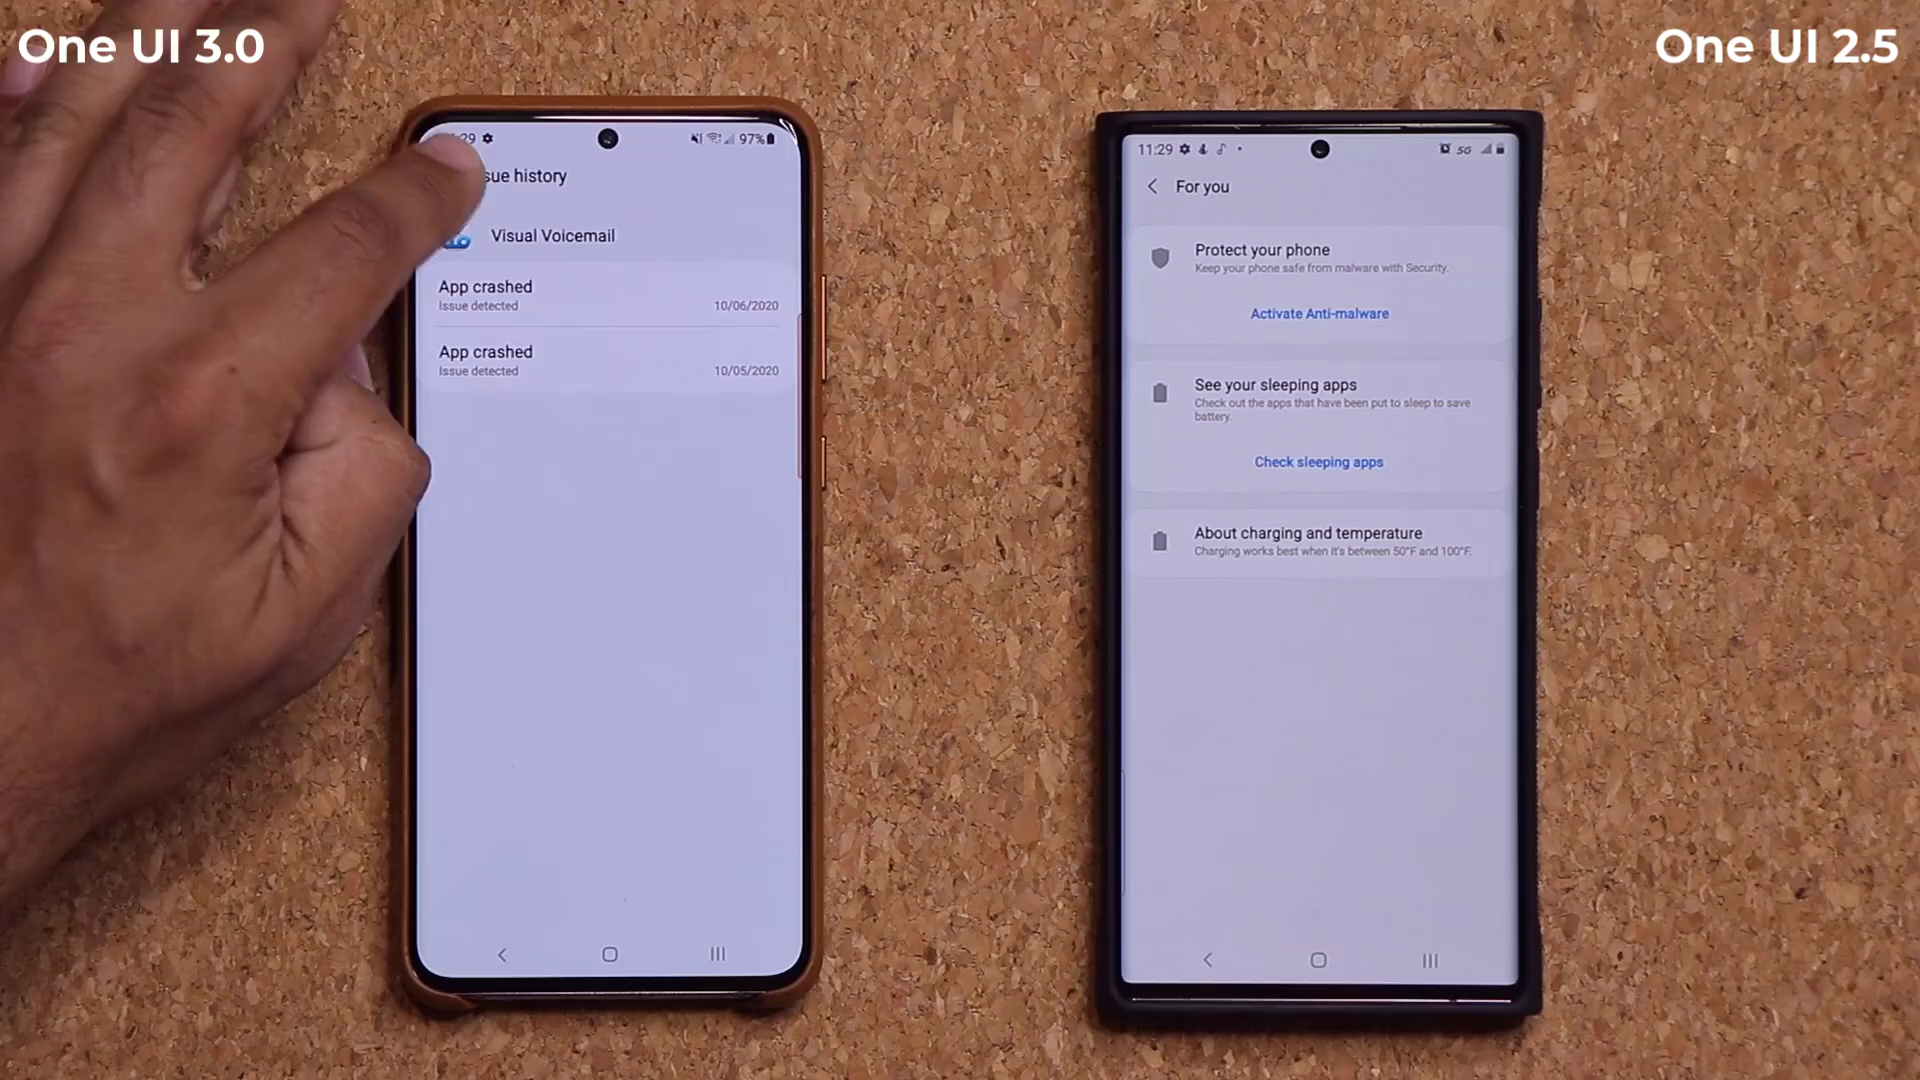 One UI 3.0
One UI 2.5
:29
97%
sue history
Visual Voicemail
App crashed
Issue detected
10/06/2020
App crashed
Issue detected
10/05/2020
11:29
5G
For you
Protect your phone
Keep your phone safe from malware with Security.
Activate Anti-malware
See your sleeping apps
Check out the apps that have been put to sleep to save
battery.
Check sleeping apps
About charging and temperature
Charging works best when it's between 50°F and 100°F.